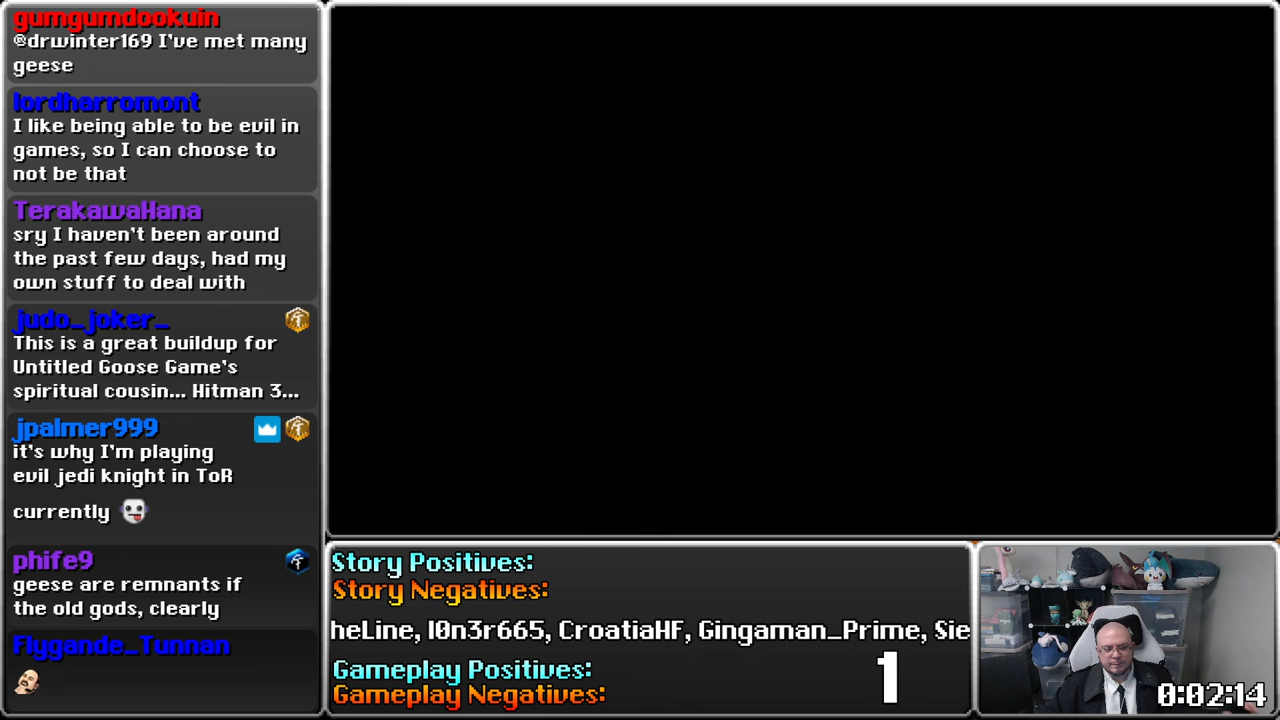 gumgumdookuin
@drwinter169 I've met many
geese
lordharromont
I like being able to be evil in
games, so I can choose to
not be that
TerakawaHana
sry I haven't been around
the past few days, had my
own stuff to deal with
judo_joker_
This is a great buildup for
Untitled Goose Game's
spiritual cousin... Hitman 3...
jpalmer999
it's why I'm playing
evil jedi knight in ToR
currently
phife9
geese are remnants if
the old gods, clearly
Flygande_Tunnan
Story Positives:
Story Negatives:
heLine, l0n3r665, CroatiaHF, Gingaman_Prime, Sie
Gameplay Positives:
Gameplay Negatives:
1
0:02:14